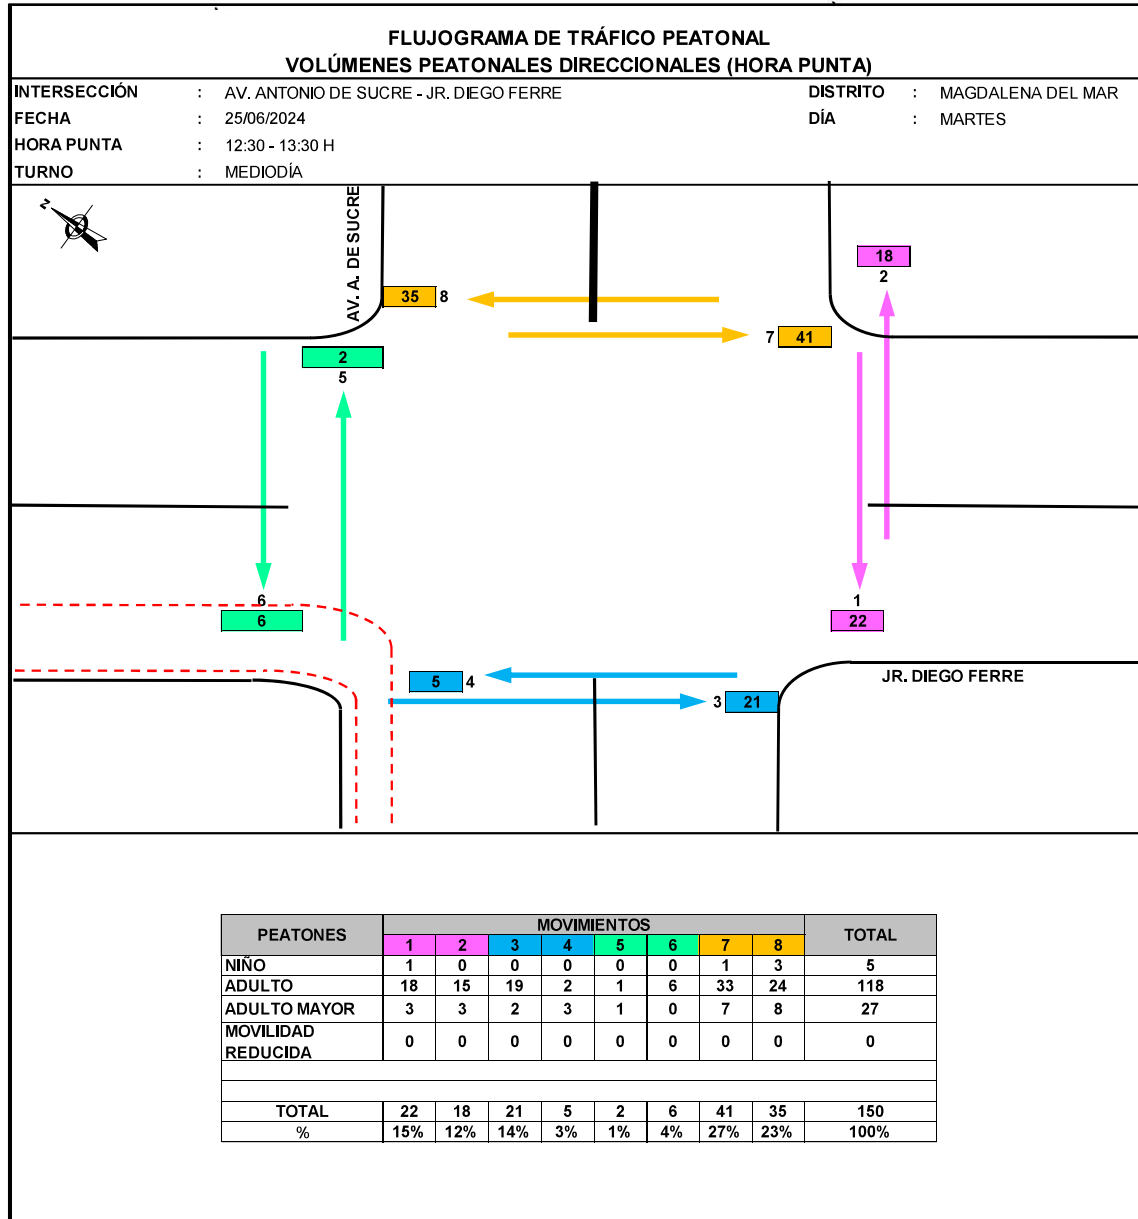 FLUJOGRAMA DE TRÁFICO PEATONAL
VOLÚMENES PEATONALES DIRECCIONALES (HORA PUNTA)
INTERSECCIÓN : AV. ANTONIO DE SUCRE - JR. DIEGO FERRE DISTRITO : MAGDALENA DEL MAR
FECHA : 25/06/2024 DÍA : MARTES
HORA PUNTA : 12:30 - 13:30 H
TURNO : MEDIODÍA
N
AV. A. DE SUCRE
18
2
35 8
7 41
2
5
6
6
1
22
5 4
3 21
JR. DIEGO FERRE
PEATONES MOVIMIENTOS TOTAL
1 2 3 4 5 6 7 8
NIÑO 1 0 0 0 0 0 1 3 5
ADULTO 18 15 19 2 1 6 33 24 118
ADULTO MAYOR 3 3 2 3 1 0 7 8 27
MOVILIDAD
REDUCIDA 0 0 0 0 0 0 0 0 0
TOTAL 22 18 21 5 2 6 41 35 150
% 15% 12% 14% 3% 1% 4% 27% 23% 100%